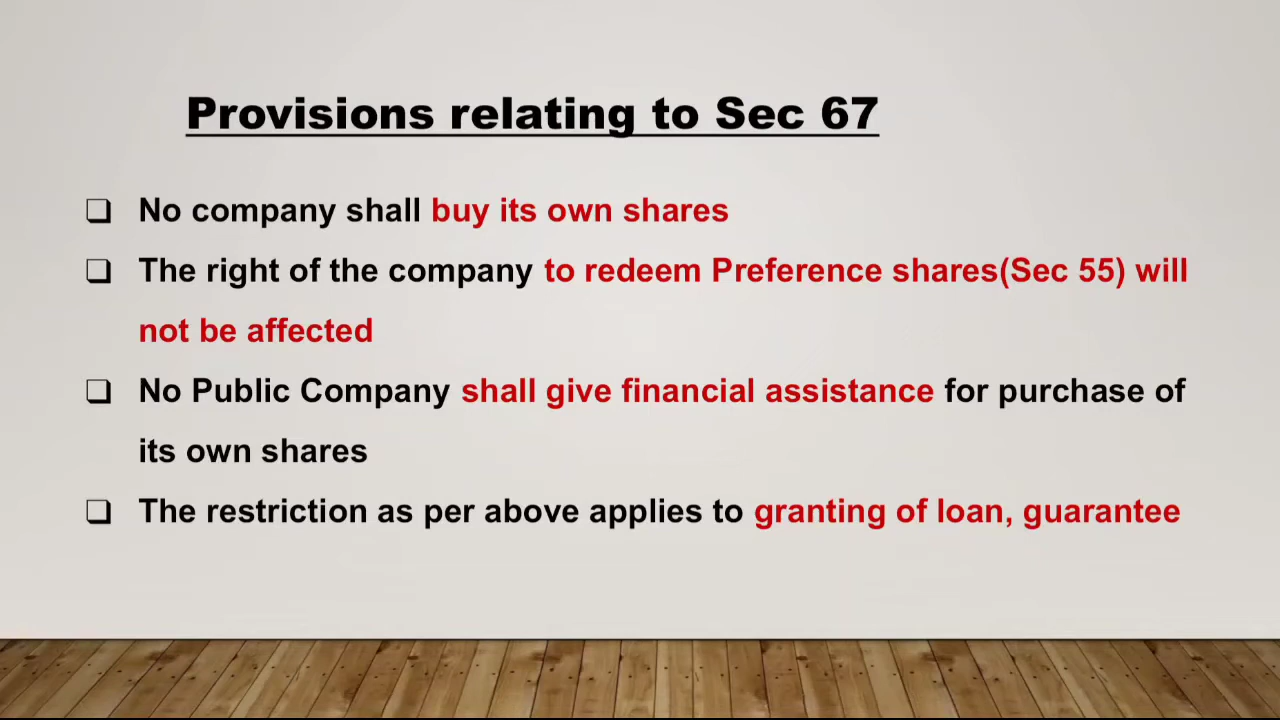 Provisions relating to Sec 67
❑ No company shall buy its own shares
❑ The right of the company to redeem Preference shares(Sec 55) will
not be affected
❑ No Public Company shall give financial assistance for purchase of
its own shares
❑ The restriction as per above applies to granting of loan, guarantee